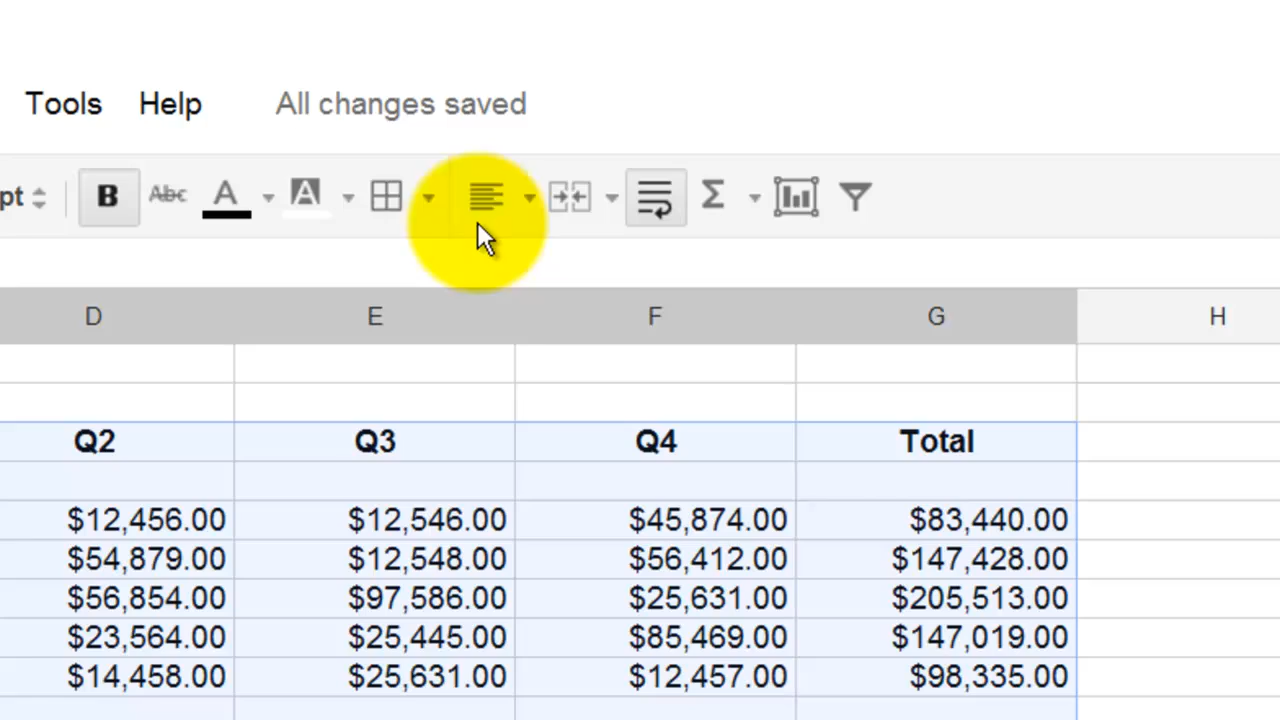 Tools Help All changes saved
pt B Abc A A Σ
D E F G H
Q2 Q3 Q4 Total
$12,456.00 $12,546.00 $45,874.00 $83,440.00
$54,879.00 $12,548.00 $56,412.00 $147,428.00
$56,854.00 $97,586.00 $25,631.00 $205,513.00
$23,564.00 $25,445.00 $85,469.00 $147,019.00
$14,458.00 $25,631.00 $12,457.00 $98,335.00